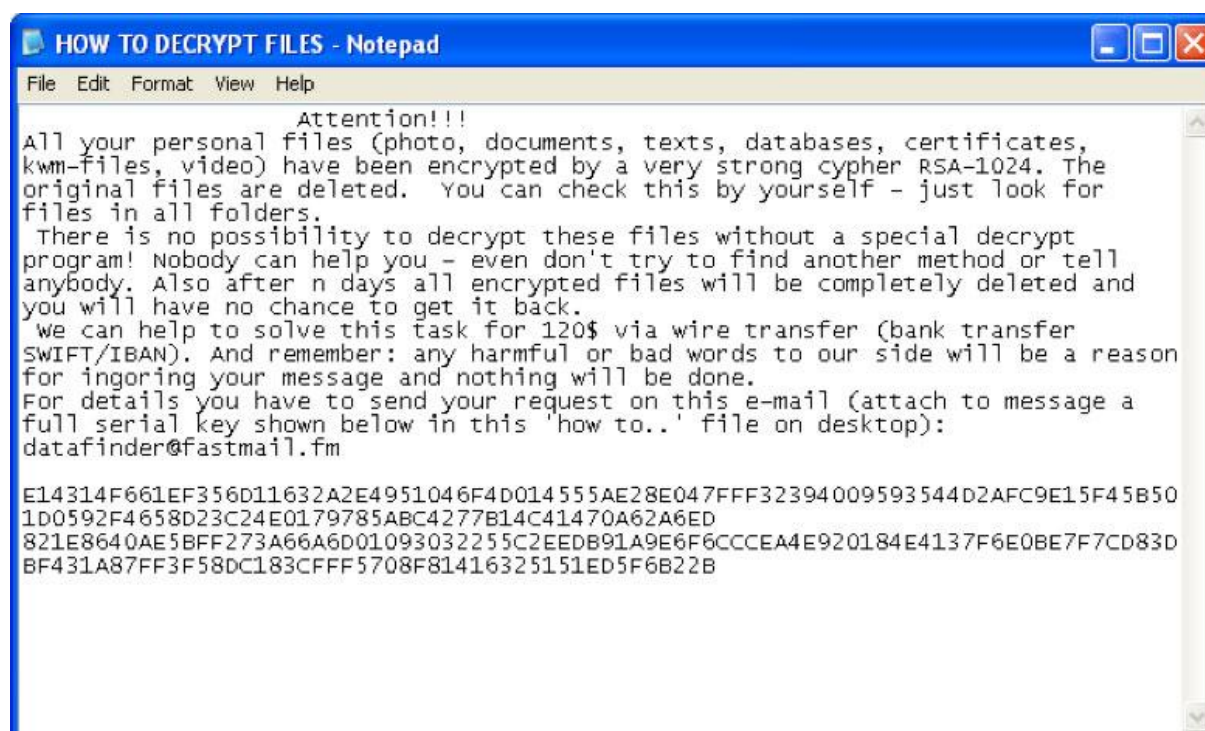 HOW TO DECRYPT FILES - Notepad
File Edit Format View Help
Attention!!!
All your personal files (photo, documents, texts, databases, certificates,
kwm-files, video) have been encrypted by a very strong cypher RSA-1024. The
original files are deleted.  You can check this by yourself – just look for
files in all folders.
 There is no possibility to decrypt these files without a special decrypt
program! Nobody can help you – even don't try to find another method or tell
anybody. Also after n days all encrypted files will be completely deleted and
you will have no chance to get it back.
 We can help to solve this task for 120$ via wire transfer (bank transfer
SWIFT/IBAN). And remember: any harmful or bad words to our side will be a reason
for ingoring your message and nothing will be done.
For details you have to send your request on this e-mail (attach to message a
full serial key shown below in this 'how to..' file on desktop):
datafinder@fastmail.fm
E14314F661EF356D11632A2E4951046F4D014555AE28E047FFF32394009593544D2AFC9E15F45B50
1D0592F4658D23C24E0179785ABC4277B14C41470A62A6ED
821E8640AE5BFF273A66A6D01093032255C2EEDB91A9E6F6CCCEA4E920184E4137F6E0BE7F7CD83D
BF431A87FF3F58DC183CFFF5708F81416325151ED5F6B22B